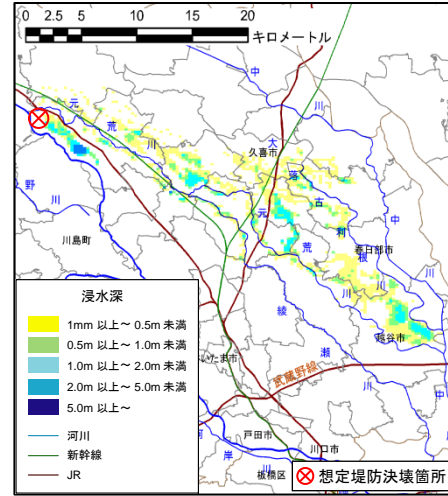 0 2.5 5 10 15 20
キロメートル
中
川
元
荒
川
大
落
古
利
根
川
久喜市
野
川
川島町
元
荒
川
中
川
春日部市
綾
瀬
川
越谷市
いたま市
武蔵野線
戸田市
川口市
岸
川
板橋区
浸水深
1mm 以上～ 0.5m 未満
0.5m 以上～ 1.0m 未満
1.0m 以上～ 2.0m 未満
2.0m 以上～ 5.0m 未満
5.0m 以上～
河川
新幹線
JR
想定堤防決壊箇所